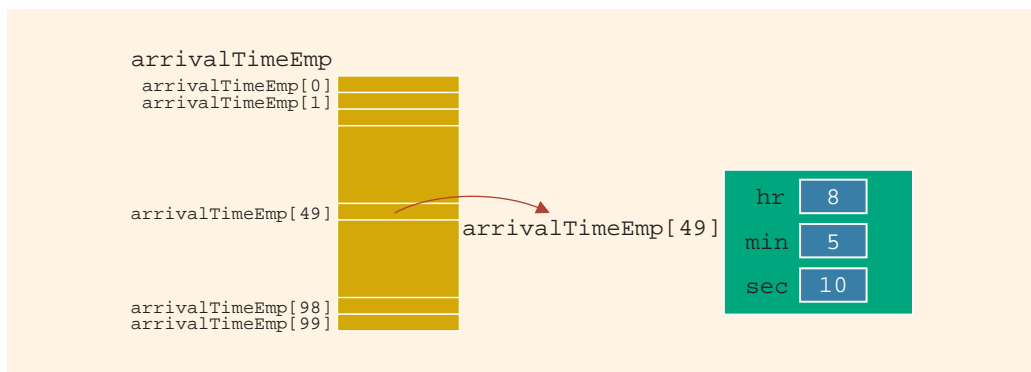 arrivalTimeEmp
arrivalTimeEmp[0]
arrivalTimeEmp[1]
arrivalTimeEmp[49]
arrivalTimeEmp[49]
hr 8
min 5
sec 10
arrivalTimeEmp[98]
arrivalTimeEmp[99]